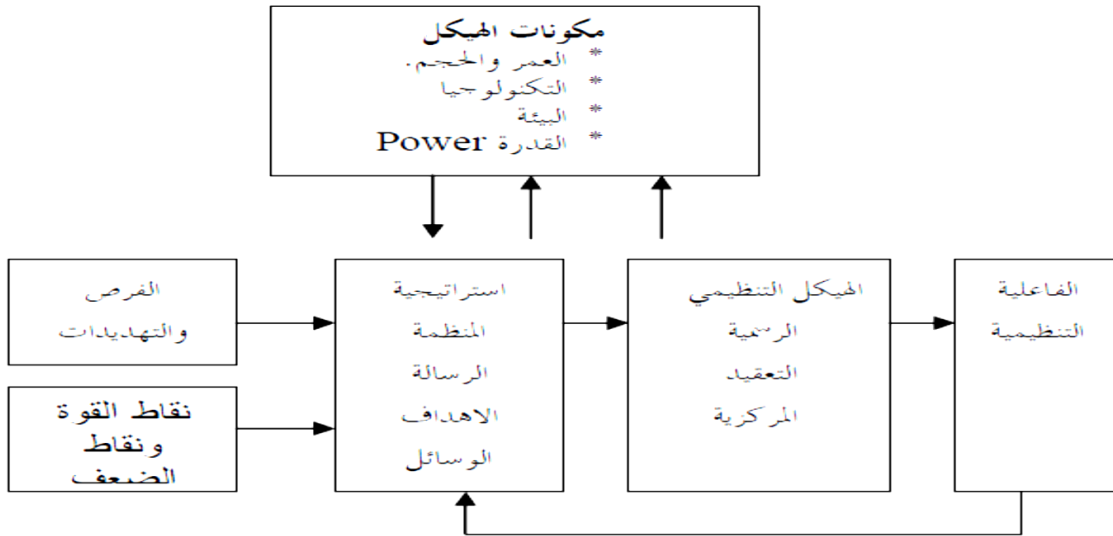 مكونات الهيكل
* العمر والحجم.
* التكنولوجيا
* البيئة
* القدرة Power
الفرص
والتهديدات
نقاط القوة
ونقاط
الضعف
استراتيجية
المنظمة
الرسالة
الاهداف
الوسائل
الهيكل التنظيمي
الرسمية
التعقيد
المركزية
الفاعلية
التنظيمية